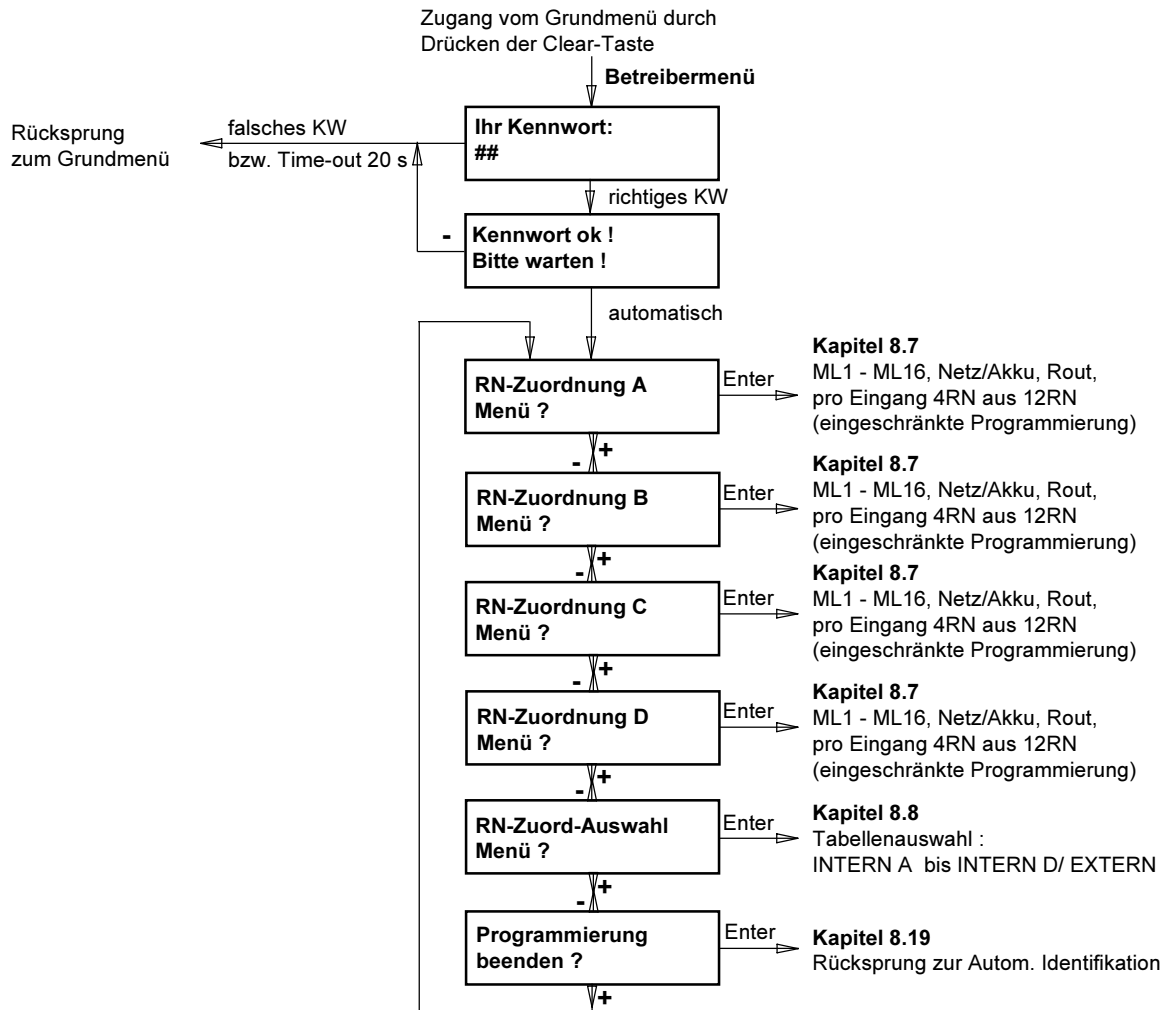 Zugang vom Grundmenü durch
Drücken der Clear-Taste
Betreibermenü
Ihr Kennwort:
##
falsches KW
bzw. Time-out 20 s
Rücksprung
zum Grundmenü
richtiges KW
-
Kennwort ok !
Bitte warten !
automatisch
RN-Zuordnung A
Menü ?
Enter
Kapitel 8.7
ML1 - ML16, Netz/Akku, Rout,
pro Eingang 4RN aus 12RN
(eingeschränkte Programmierung)
- +
RN-Zuordnung B
Menü ?
Enter
Kapitel 8.7
ML1 - ML16, Netz/Akku, Rout,
pro Eingang 4RN aus 12RN
(eingeschränkte Programmierung)
- +
RN-Zuordnung C
Menü ?
Enter
Kapitel 8.7
ML1 - ML16, Netz/Akku, Rout,
pro Eingang 4RN aus 12RN
(eingeschränkte Programmierung)
- +
RN-Zuordnung D
Menü ?
Enter
Kapitel 8.7
ML1 - ML16, Netz/Akku, Rout,
pro Eingang 4RN aus 12RN
(eingeschränkte Programmierung)
- +
RN-Zuord-Auswahl
Menü ?
Enter
Kapitel 8.8
Tabellenauswahl :
INTERN A bis INTERN D/ EXTERN
- +
Programmierung
beenden ?
Enter
Kapitel 8.19
Rücksprung zur Autom. Identifikation
+